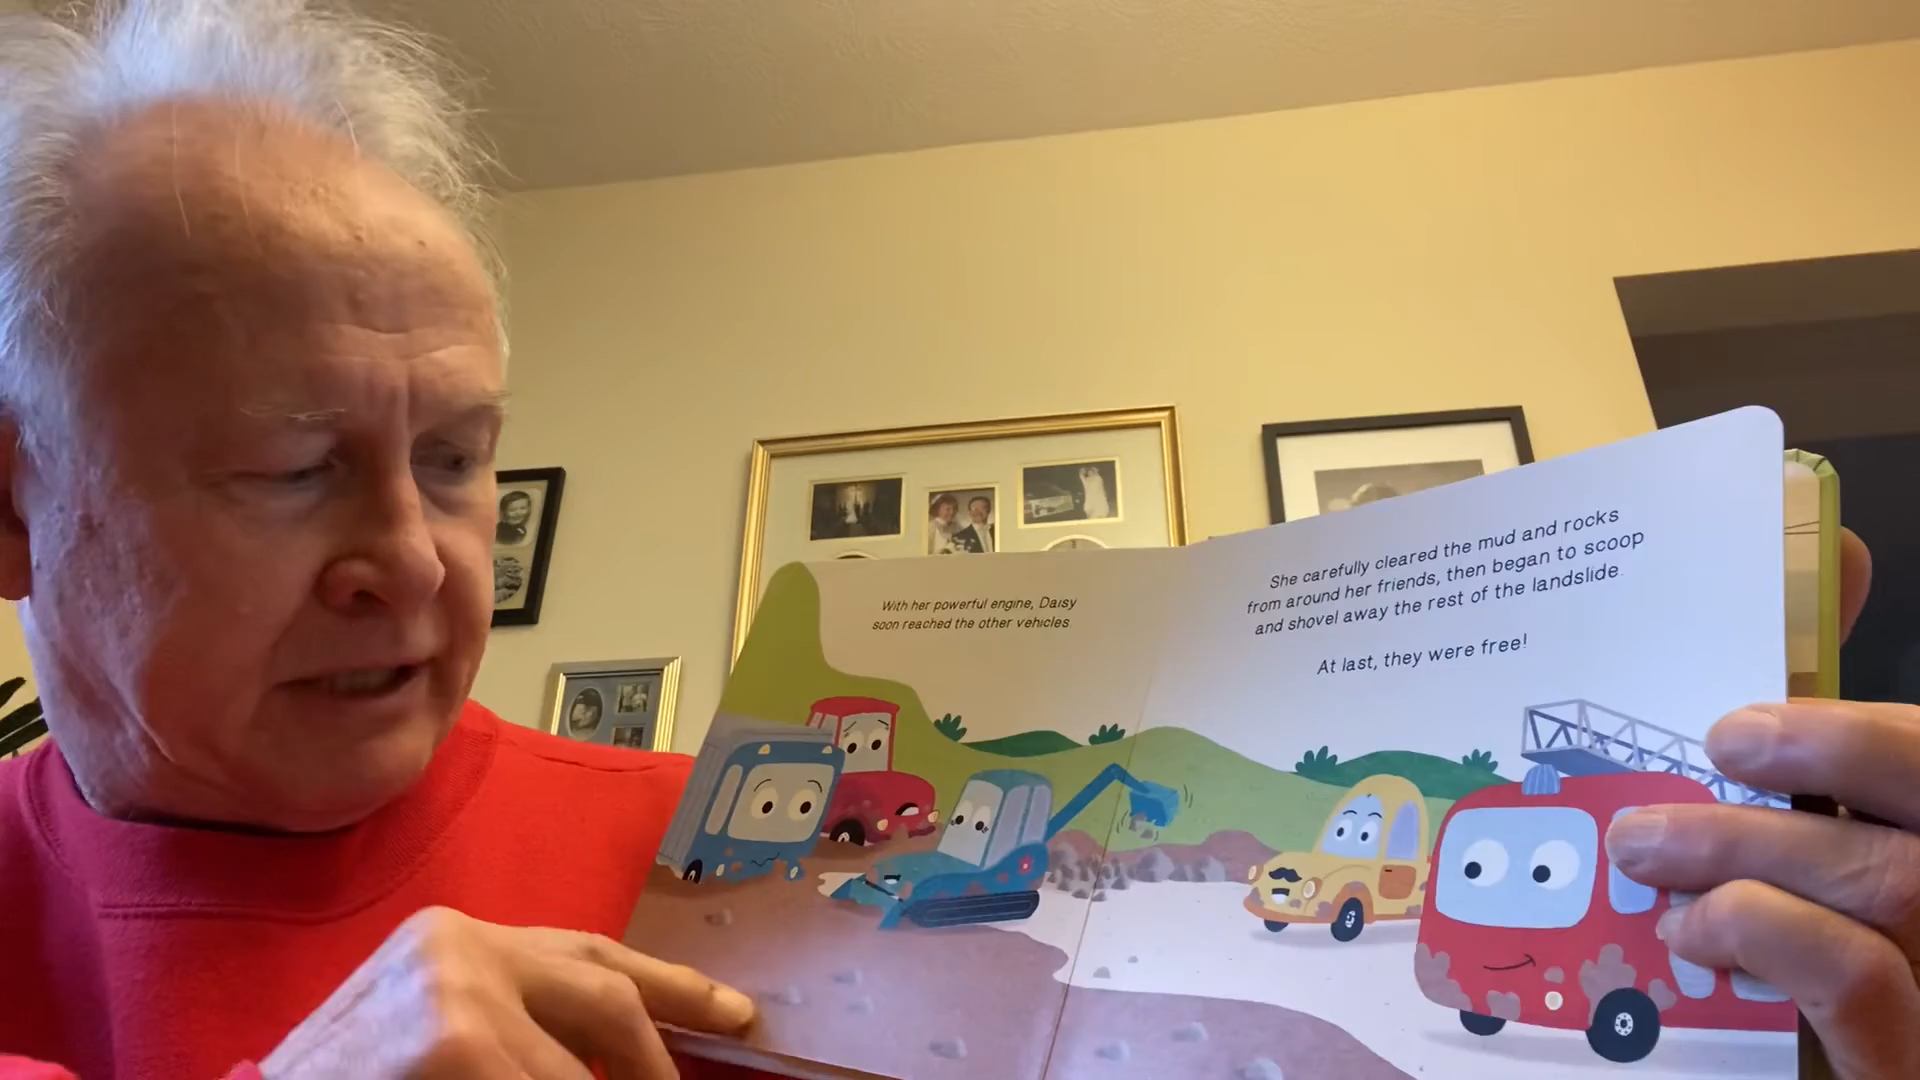 With her powerful engine, Daisy
soon reached the other vehicles.
She carefully cleared the mud and rocks
from around her friends, then began to scoop
and shovel away the rest of the landslide.
At last, they were free!